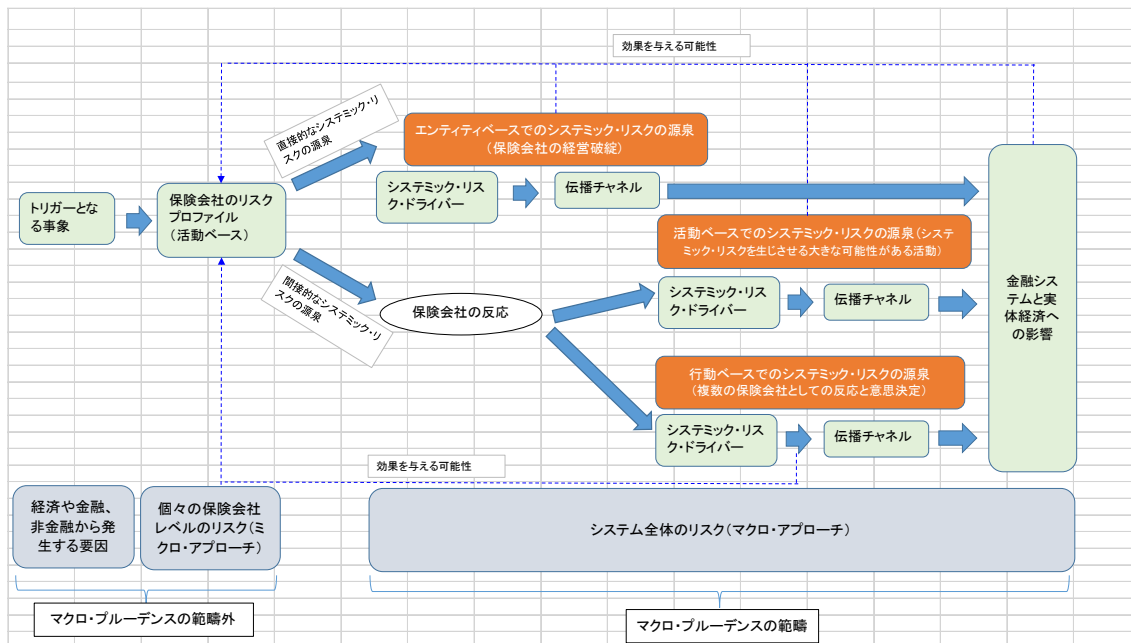 効果を与える可能性
直接的なシステミック・リ
スクの源泉
エンティティベースでのシステミック・リスクの源泉
（保険会社の経営破綻）
トリガーとな
る事象
保険会社のリスク
プロファイル
（活動ベース）
システミック・リス
ク・ドライバー
伝播チャネル
活動ベースでのシステミック・リスクの源泉（システ
ミック・リスクを生じさせる大きな可能性がある活動）
間接的なシステミック・リ
スクの源泉
保険会社の反応
システミック・リス
ク・ドライバー
伝播チャネル
金融シス
テムと実
体経済へ
の影響
行動ベースでのシステミック・リスクの源泉
（複数の保険会社としての反応と意思決定）
システミック・リス
ク・ドライバー
伝播チャネル
効果を与える可能性
経済や金融、
非金融から発
生する要因
個々の保険会社
レベルのリスク（ミ
クロ・アプローチ）
システム全体のリスク（マクロ・アプローチ）
マクロ・プルーデンスの範疇外
マクロ・プルーデンスの範疇